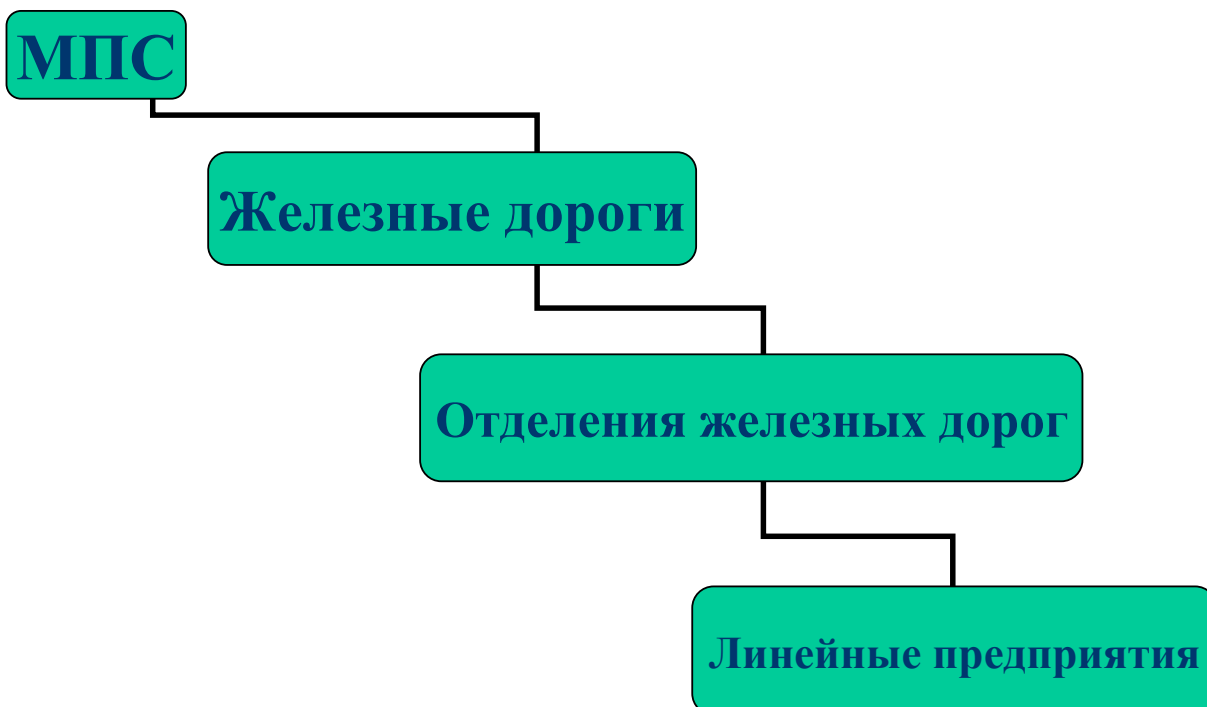 МПС
Железные дороги
Отделения железных дорог
Линейные предприятия